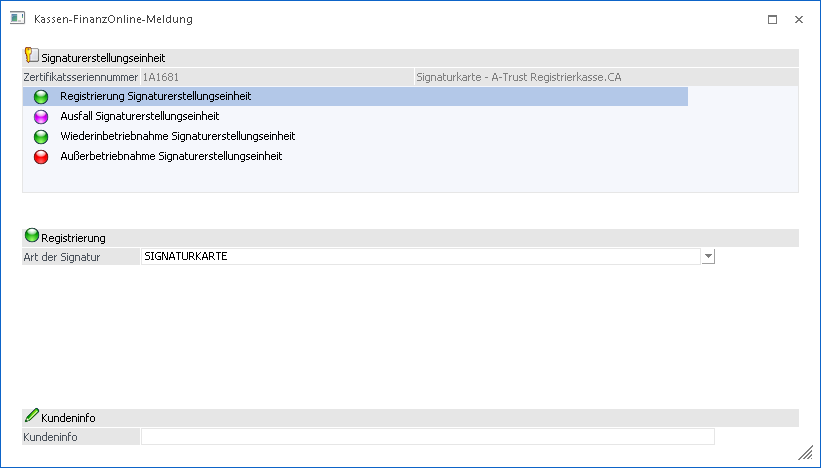 Kassen-FinanzOnline-Meldung
Signaturerstellungseinheit
Zertifikatsseriennummer 1A1681 Signaturkarte - A-Trust Registrierkasse.CA
Registrierung Signaturerstellungseinheit
Ausfall Signaturerstellungseinheit
Wiederinbetriebnahme Signaturerstellungseinheit
Außerbetriebnahme Signaturerstellungseinheit
Registrierung
Art der Signatur SIGNATURKARTE
Kundeninfo
Kundeninfo